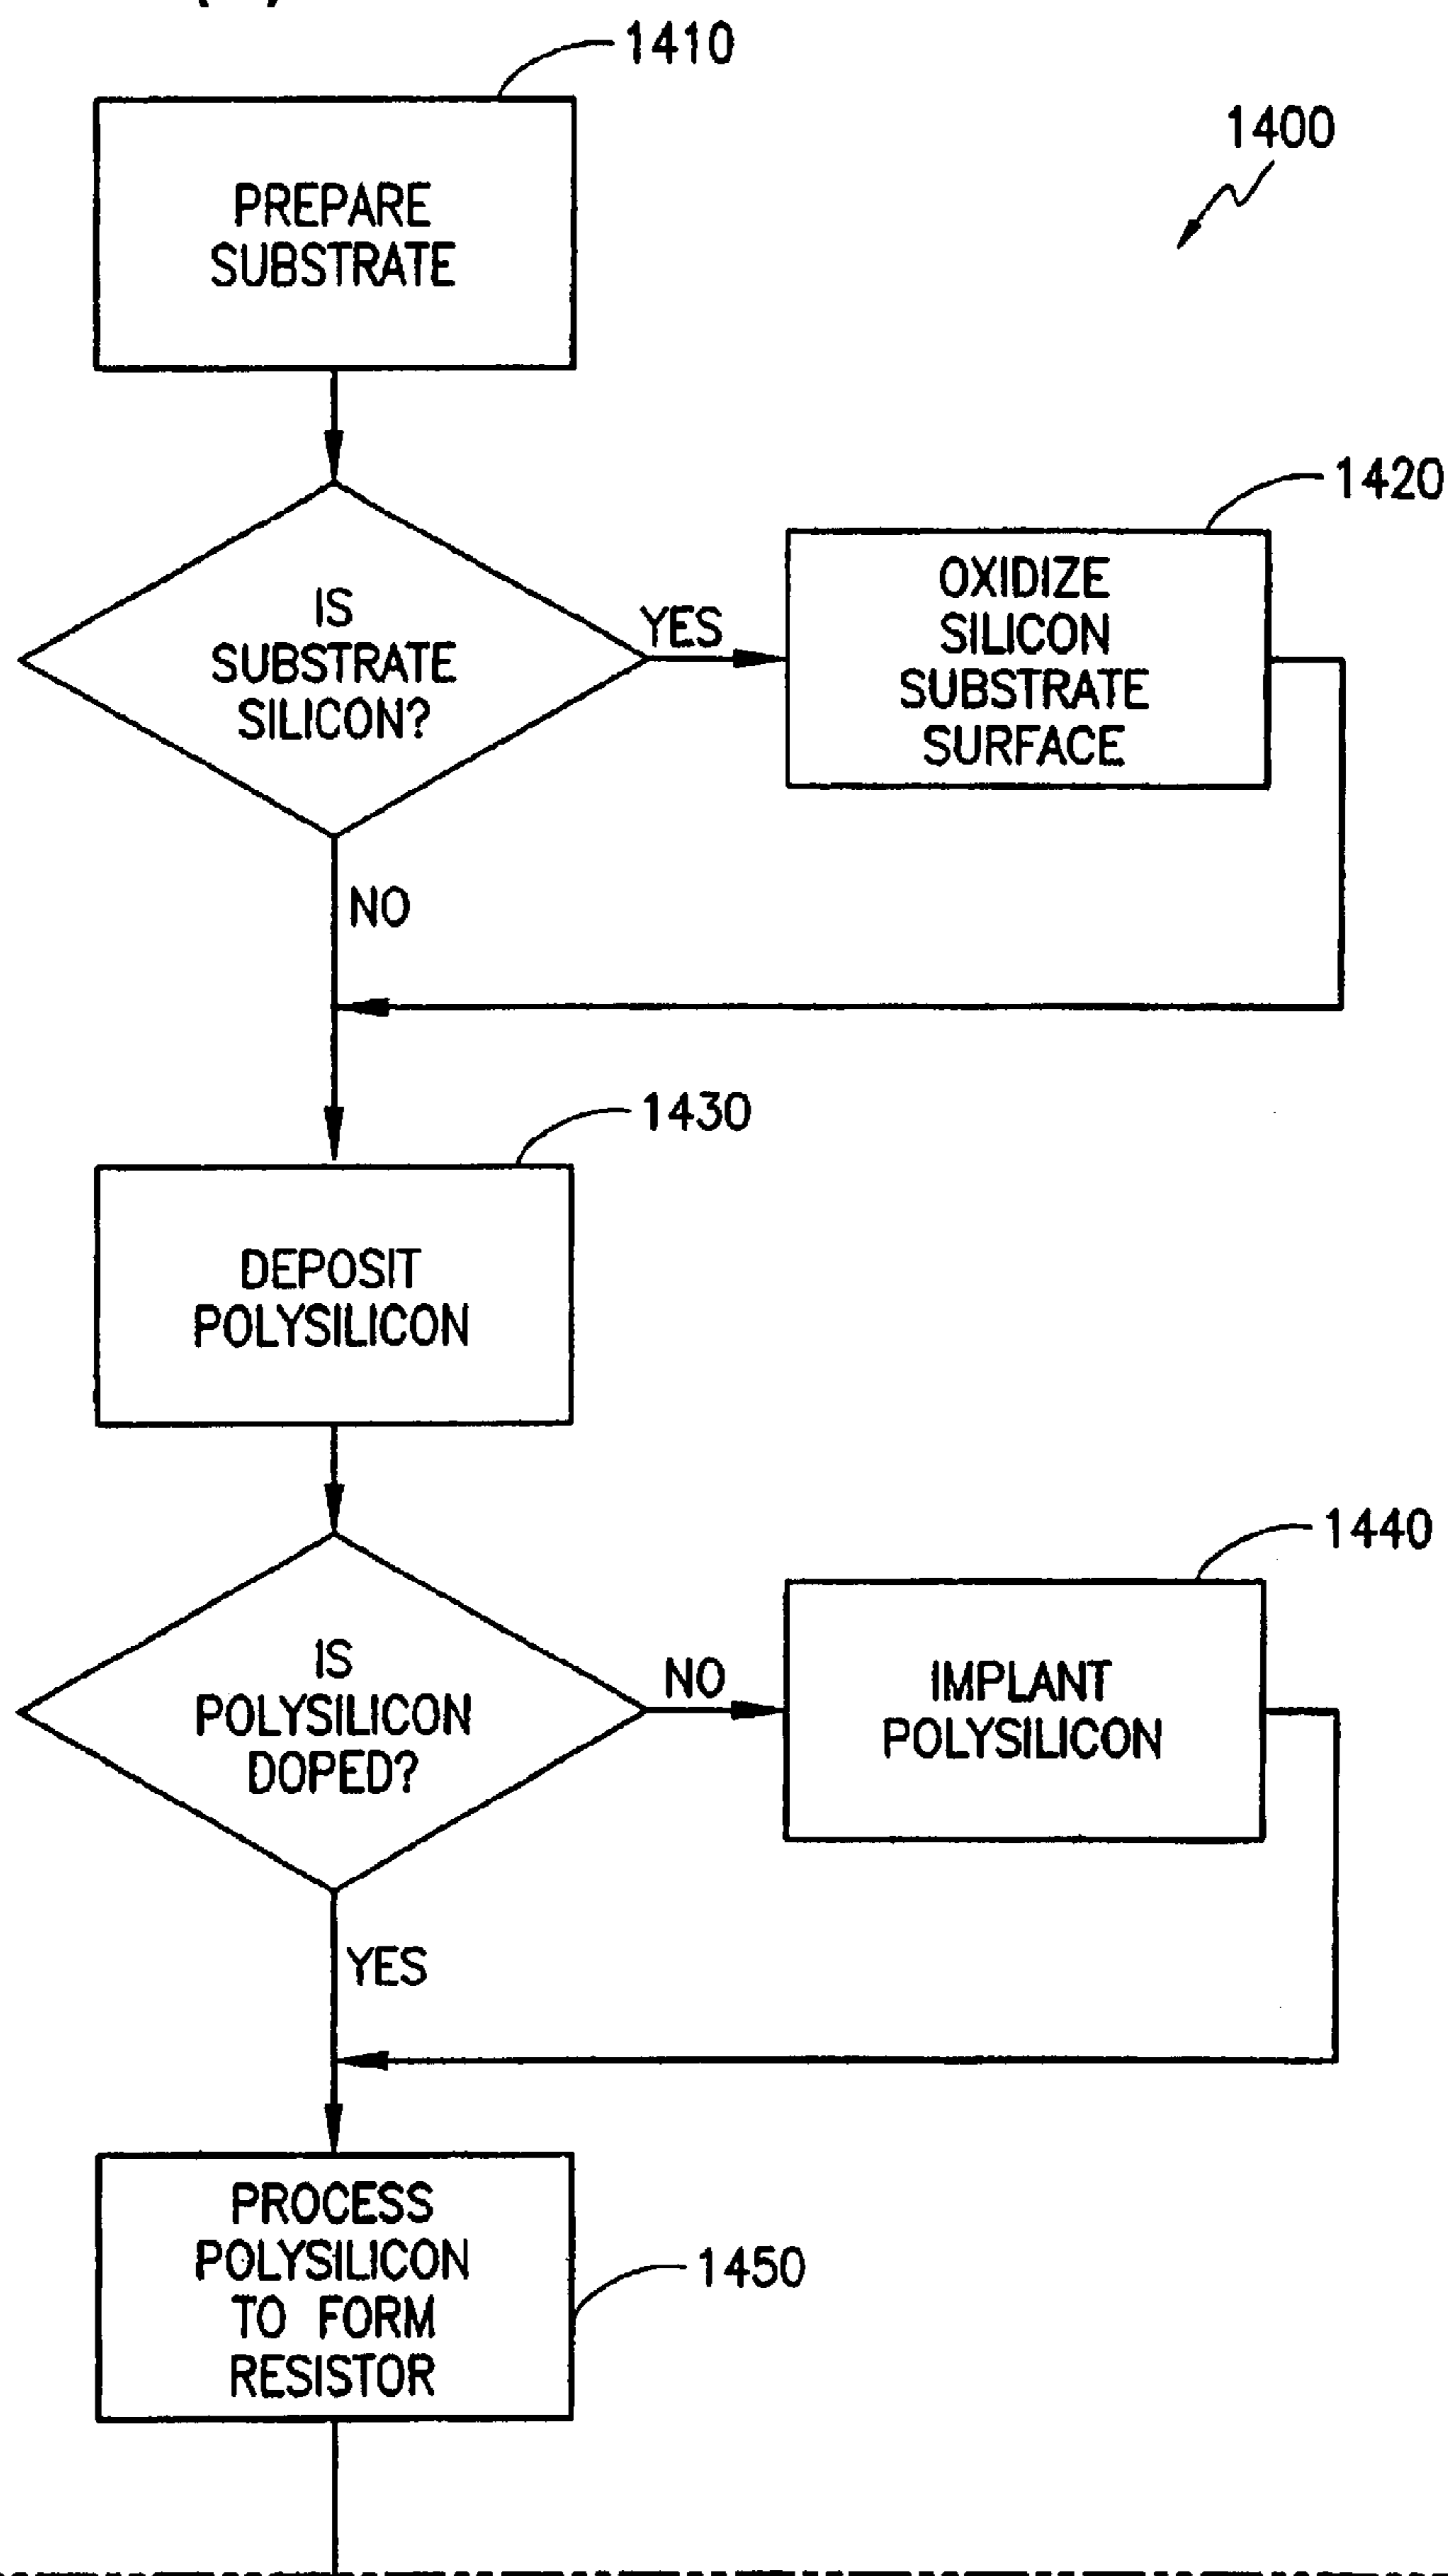 1410
1400
PREPARE
SUBSTRATE
1420
IS
SUBSTRATE
SILICON?
YES
OXIDIZE
SILICON
SUBSTRATE
SURFACE
NO
1430
DEPOSIT
POLYSILICON
1440
IS
POLYSILICON
DOPED?
NO
IMPLANT
POLYSILICON
YES
PROCESS
POLYSILICON
TO FORM
RESISTOR
1450